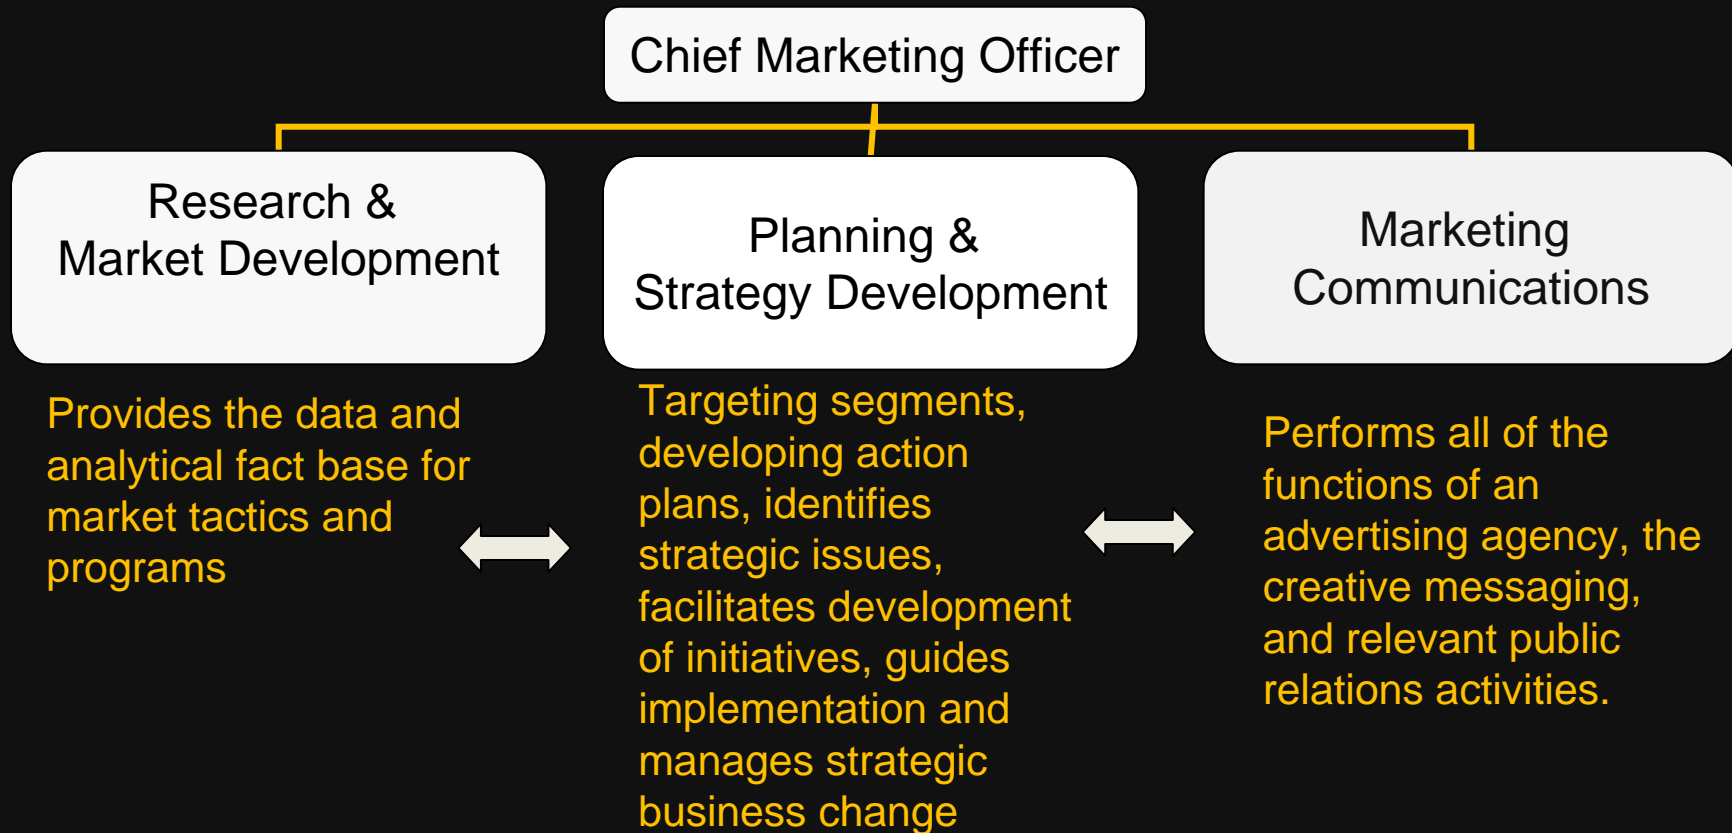 Chief Marketing Officer
Research &
Market Development
Provides the data and
analytical fact base for
market tactics and
programs
Planning &
Strategy Development
Targeting segments,
developing action
plans, identifies
strategic issues,
facilitates development
of initiatives, guides
implementation and
manages strategic
business change
Marketing
Communications
Performs all of the
functions of an
advertising agency, the
creative messaging,
and relevant public
relations activities.